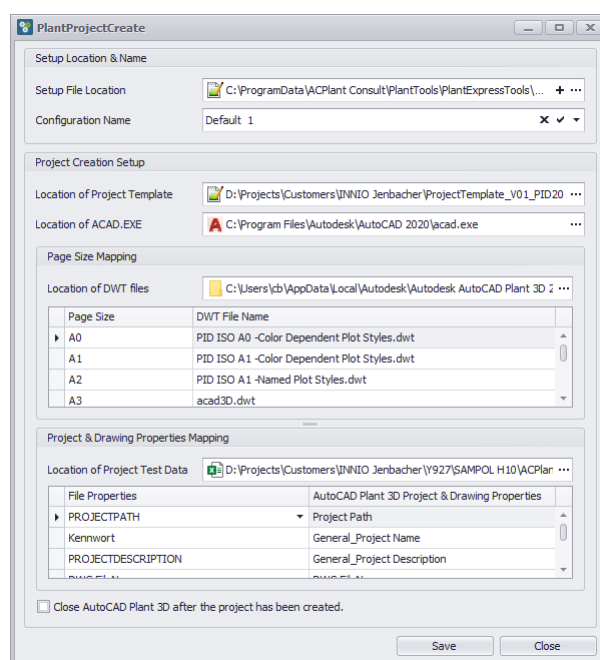 PlantProjectCreate
Setup Location & Name
Setup File Location C:\ProgramData\ACPlant Consult\PlantTools\PlantExpressTools\...
Configuration Name Default 1
Project Creation Setup
Location of Project Template D:\Projects\Customers\INNIO Jenbacher\ProjectTemplate_V01_PID20
Location of ACAD.EXE C:\Program Files\Autodesk\AutoCAD 2020\acad.exe
Page Size Mapping
Location of DWT files C:\Users\cb\AppData\Local\Autodesk\Autodesk AutoCAD Plant 3D 2
Page Size DWT File Name
A0 PID ISO A0 -Color Dependent Plot Styles.dwt
A1 PID ISO A1 -Color Dependent Plot Styles.dwt
A2 PID ISO A1 -Named Plot Styles.dwt
A3 acad3D.dwt
Project & Drawing Properties Mapping
Location of Project Test Data D:\Projects\Customers\INNIO Jenbacher\Y927\SAMPOL H10\ACPlan
File Properties AutoCAD Plant 3D Project & Drawing Properties
PROJECTPATH Project Path
Kennwort General_Project Name
PROJECTDESCRIPTION General_Project Description
Close AutoCAD Plant 3D after the project has been created.
Save Close